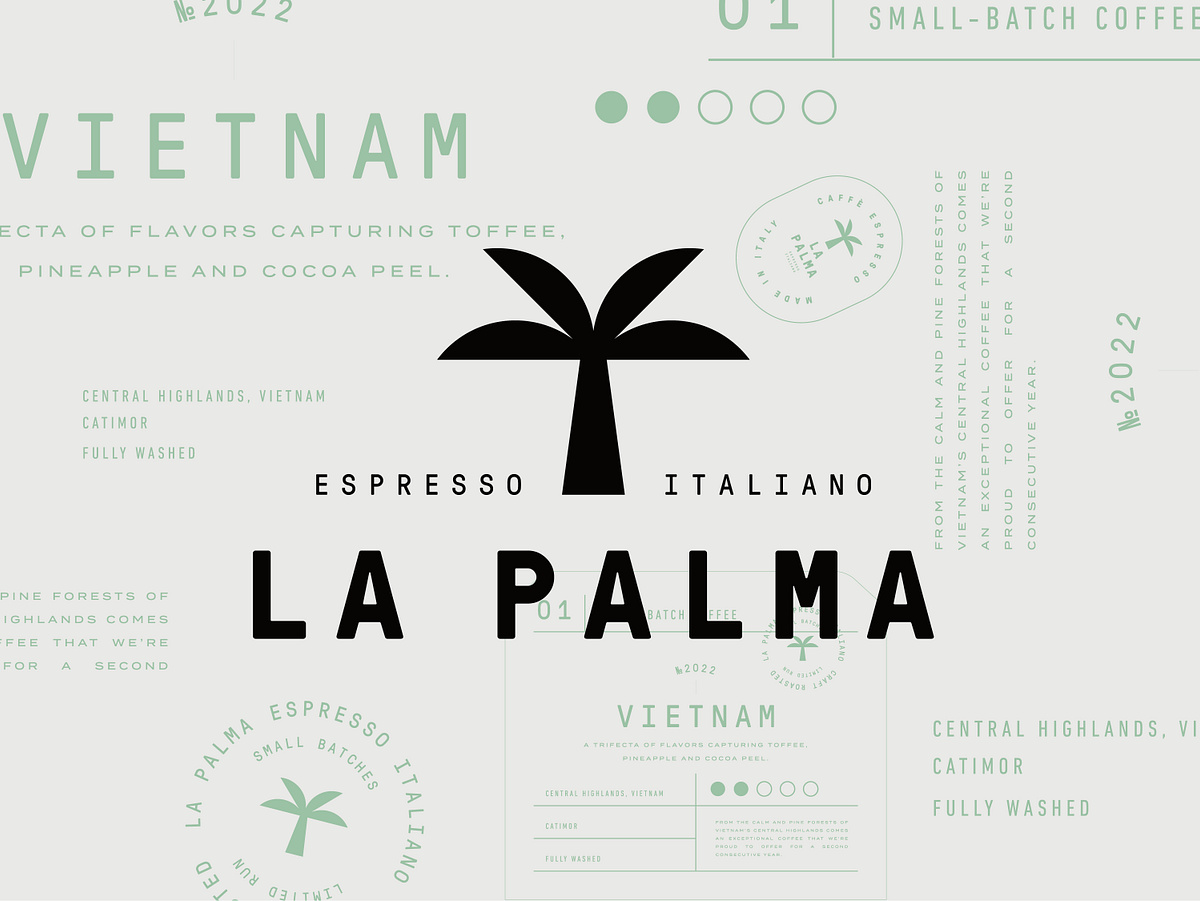 №2022
01
SMALL-BATCH COFFEE
VIETNAM
ECTA OF FLAVORS CAPTURING TOFFEE,
PINEAPPLE AND COCOA PEEL.
CAFFÈ ESPRESSO
MADE IN ITALY
LA
PALMA
FROM THE CALM AND PINE FORESTS OF
VIETNAM'S CENTRAL HIGHLANDS COMES
AN EXCEPTIONAL COFFEE THAT WE'RE
PROUD TO OFFER FOR A SECOND
CONSECUTIVE YEAR.
№2022
CENTRAL HIGHLANDS, VIETNAM
CATIMOR
FULLY WASHED
ESPRESSO ITALIANO
LA PALMA
PINE FORESTS OF
IGHLANDS COMES
FFEE THAT WE'RE
FOR A SECOND
LA PALMA ESPRESSO ITALIANO
SMALL BATCHES
LIMITED RUN
01
BATCH
FFEE
CRAFT ROASTED LA PALMA
LIMITED RUN
№2022
VIETNAM
A TRIFECTA OF FLAVORS CAPTURING TOFFEE,
PINEAPPLE AND COCOA PEEL.
CENTRAL HIGHLANDS, VIETNAM
CATIMOR
FULLY WASHED
FROM THE CALM AND PINE FORESTS OF
VIETNAM'S CENTRAL HIGHLANDS COMES
AN EXCEPTIONAL COFFEE THAT WE'RE
PROUD TO OFFER FOR A SECOND
CONSECUTIVE YEAR.
CENTRAL HIGHLANDS, VI
CATIMOR
FULLY WASHED